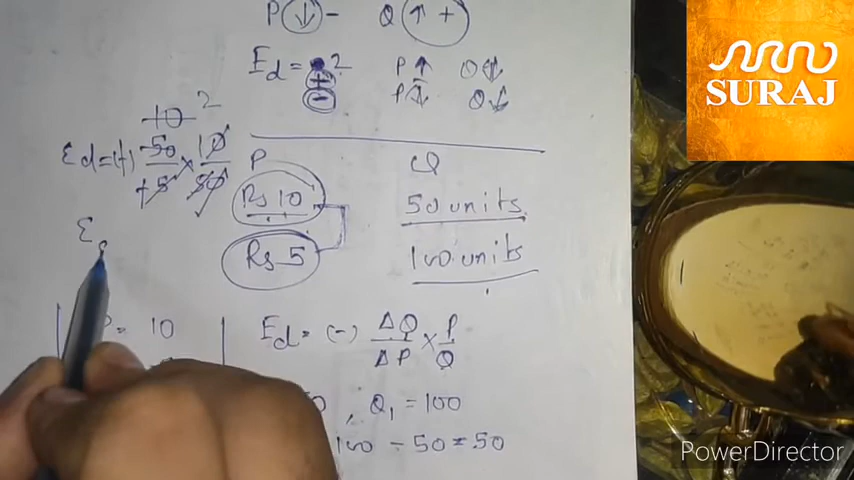 P ↓ - Q ↑ +
Ed = 2 P↑ Q↓
+
- P↓ Q↓
10 2
Ed=(+) -50/+5 × 10/50
P Q
Rs 10 50 units
Rs 5 100 units
E
= 10
Ed = (-) ΔQ/ΔP × P/Q
, Q1 = 100
100 - 50 = 50
SURAJ
PowerDirector